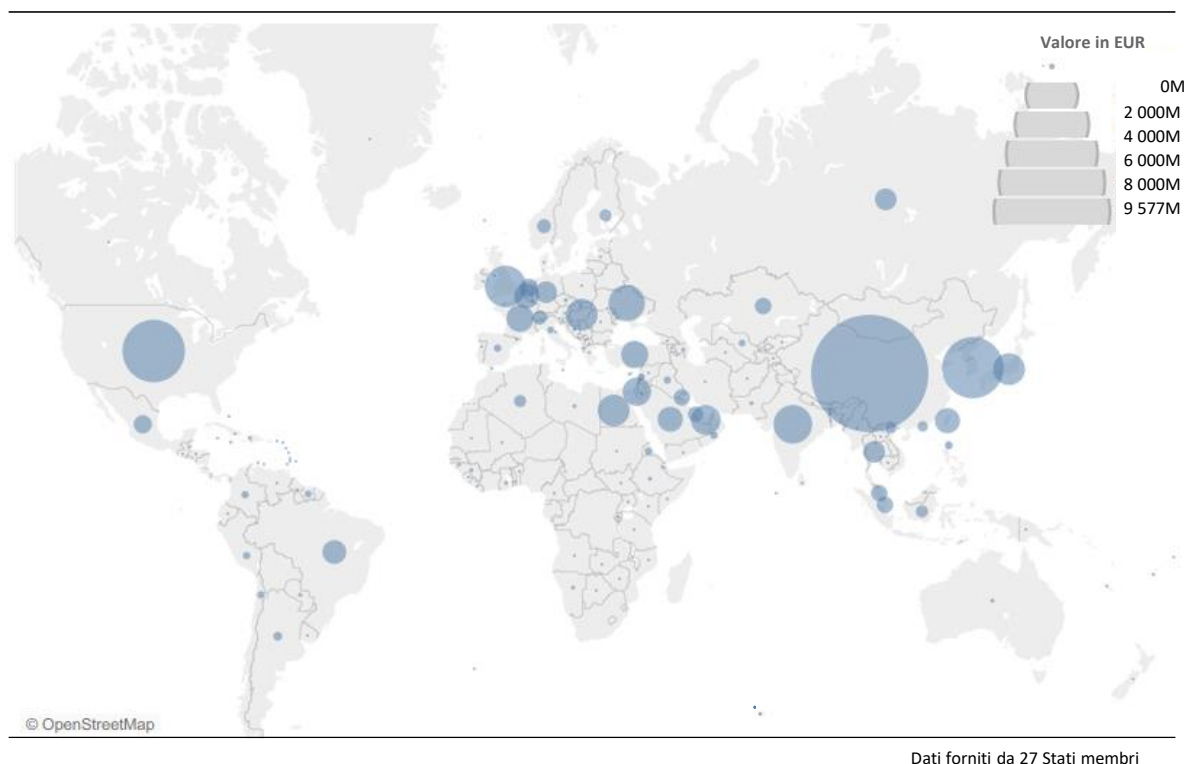 Valore in EUR
0M
2 000M
4 000M
6 000M
8 000M
9 577M
© OpenStreetMap
Dati forniti da 27 Stati membri